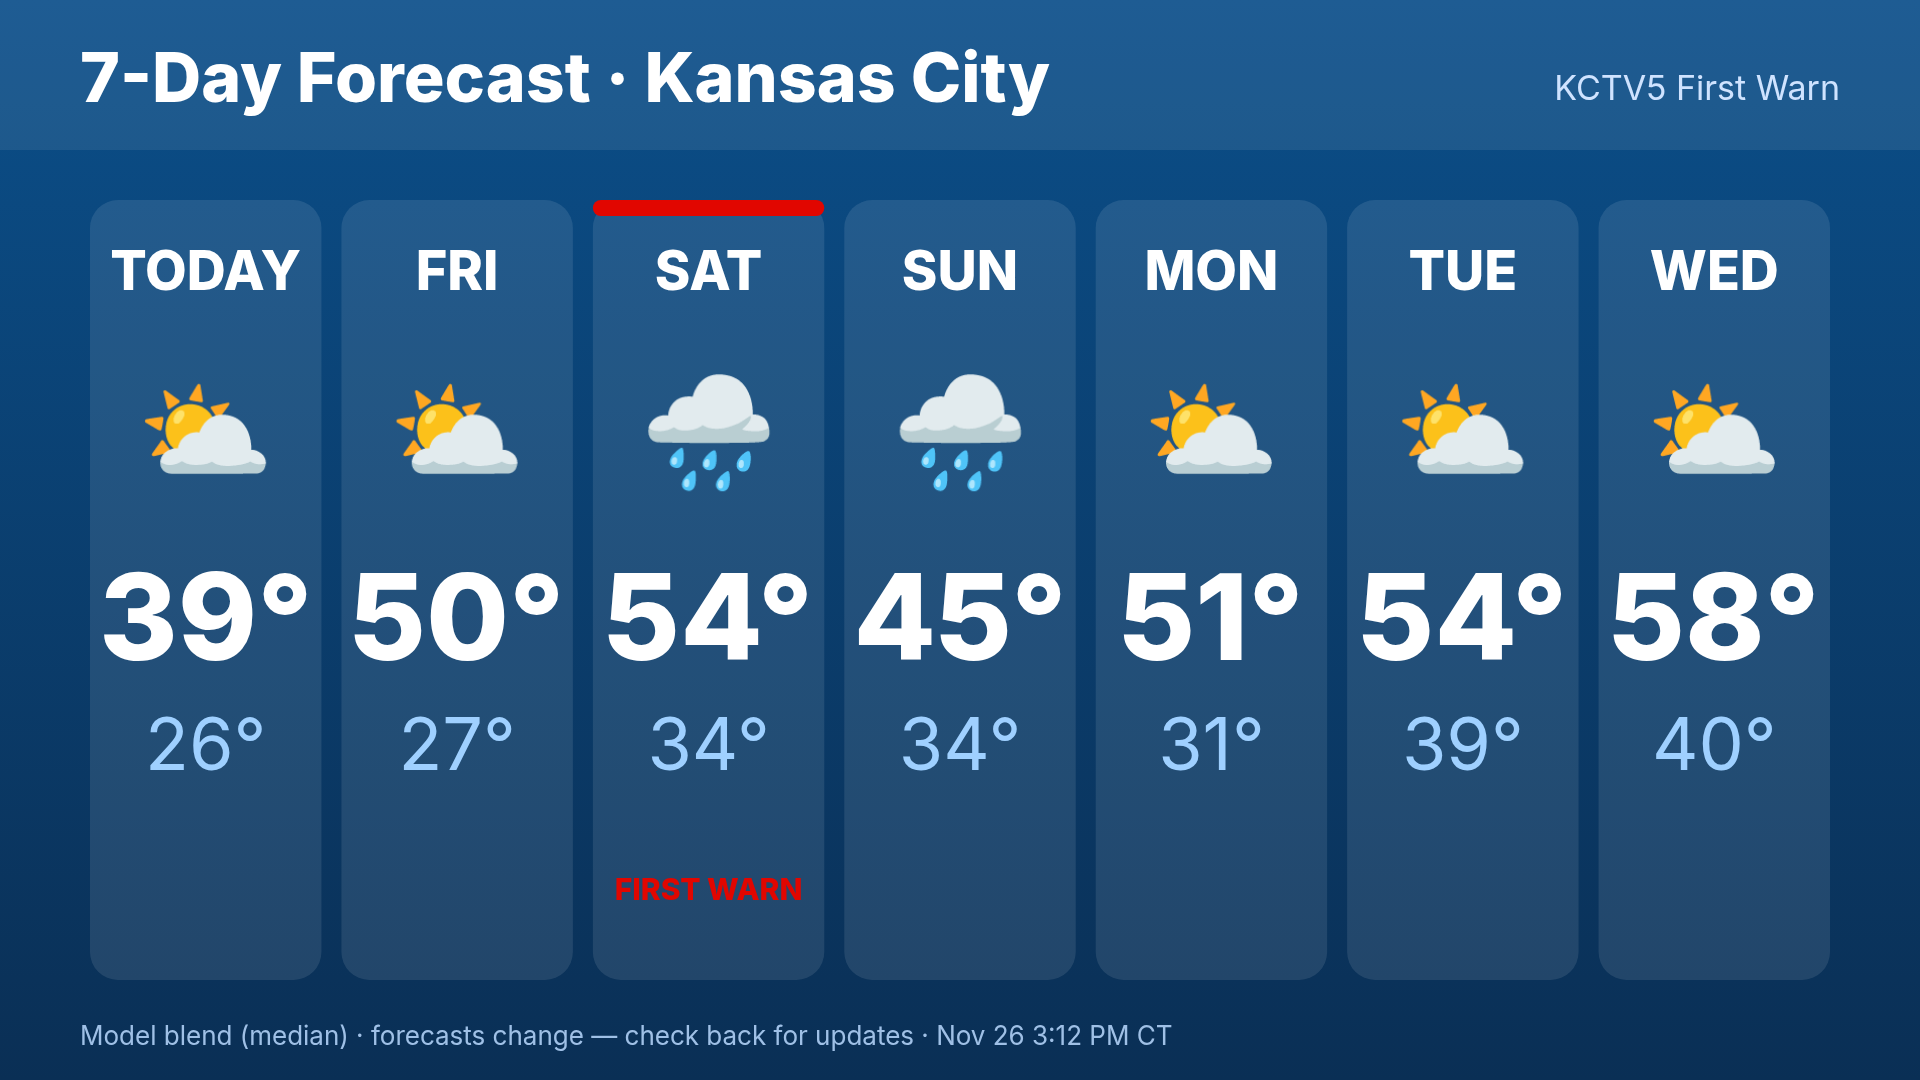 7-Day Forecast · Kansas City
KCTV5 First Warn
TODAY
39°
26°
FRI
50°
27°
SAT
54°
34°
FIRST WARN
SUN
45°
34°
MON
51°
31°
TUE
54°
39°
WED
58°
40°
Model blend (median) · forecasts change — check back for updates · Nov 26 3:12 PM CT